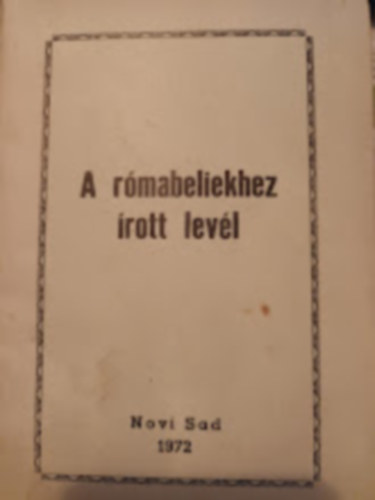 A rómabeliekhez
írott levél
Novi Sad
1972